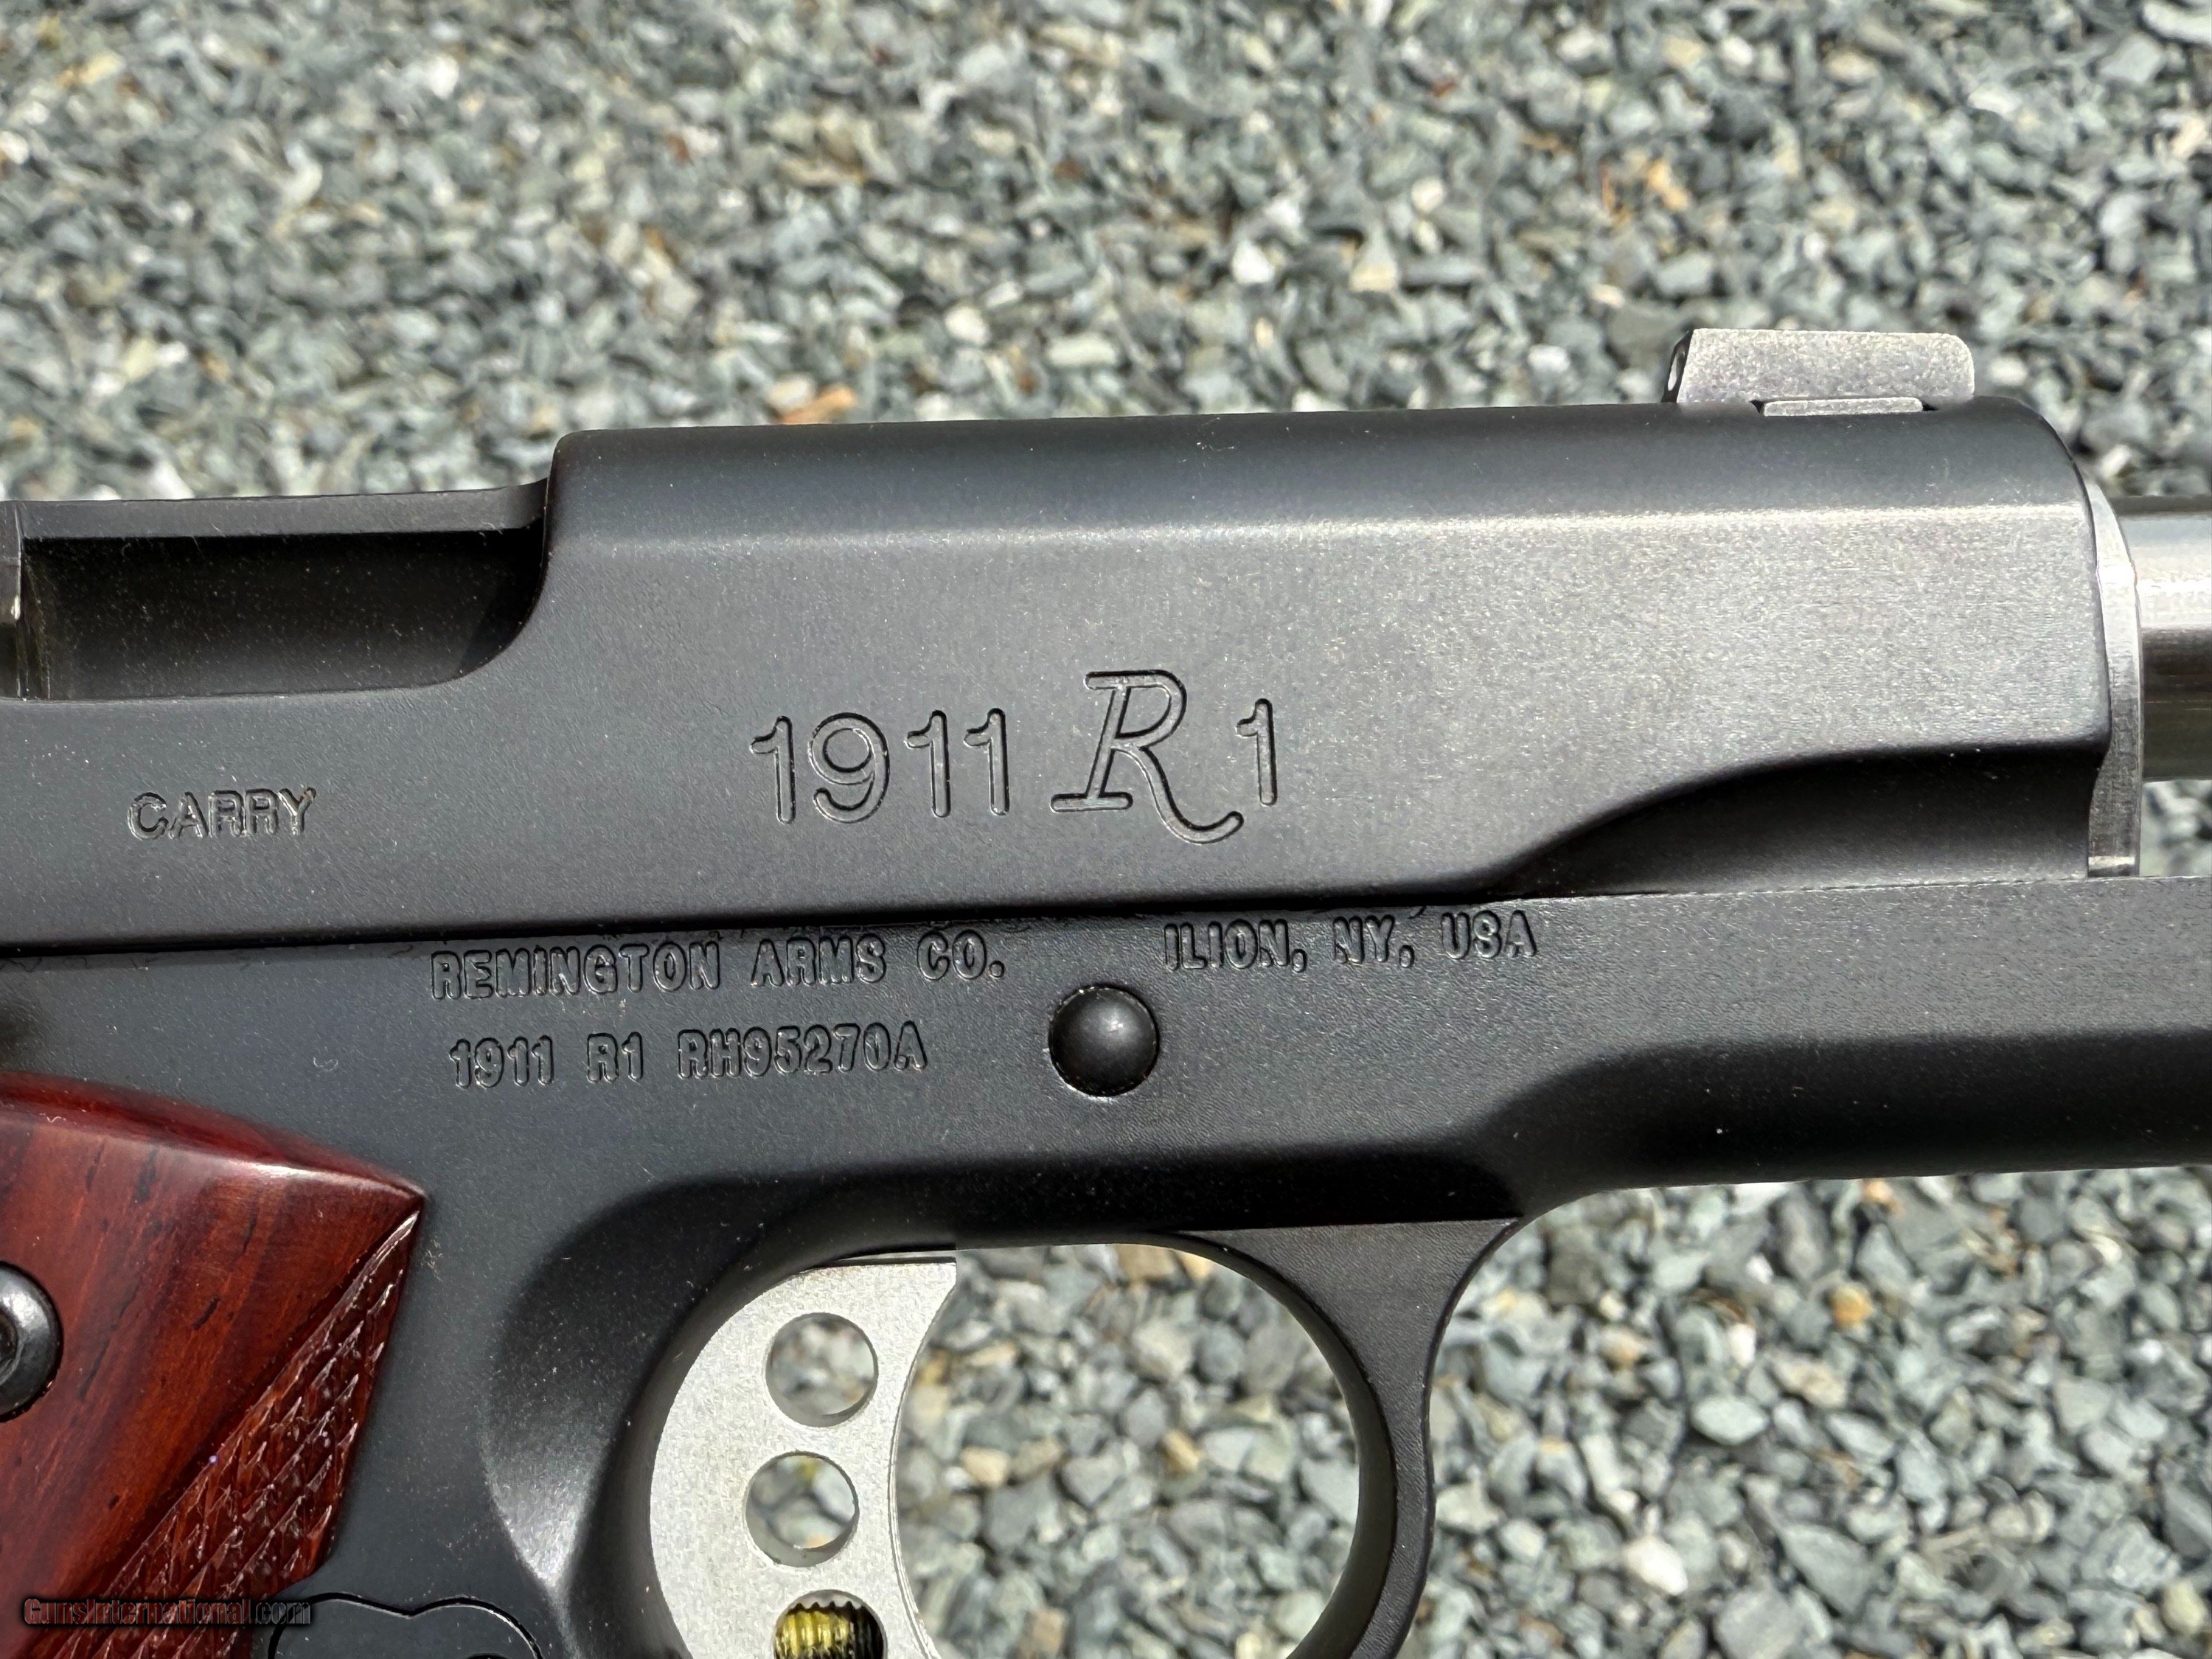 1911 R1
CARRY
REMINGTON ARMS CO. ILION, NY, USA
1911 R1 RH95270A
GunsInternational.com